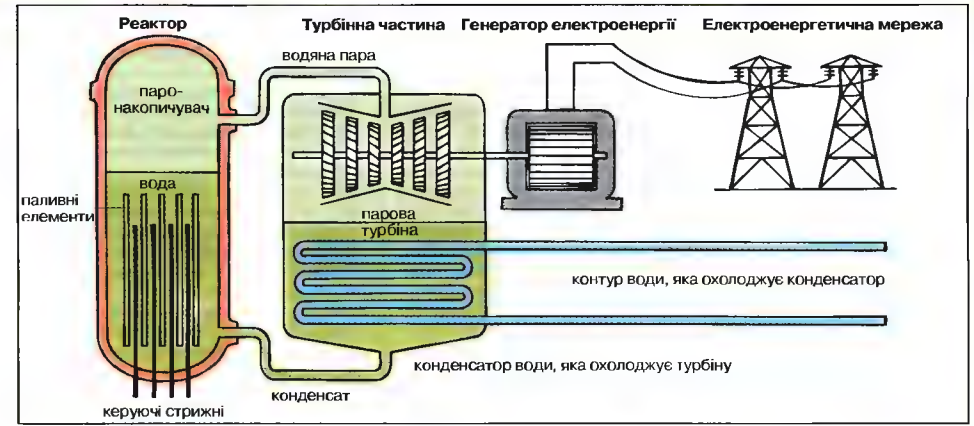 Реактор
Турбінна частина
Генератор електроенергії
Електроенергетична мережа
водяна пара
паро-
накопичувач
вода
паливні
елементи
парова
турбіна
контур води, яка охолоджує конденсатор
конденсатор води, яка охолоджує турбіну
конденсат
керуючі стрижні